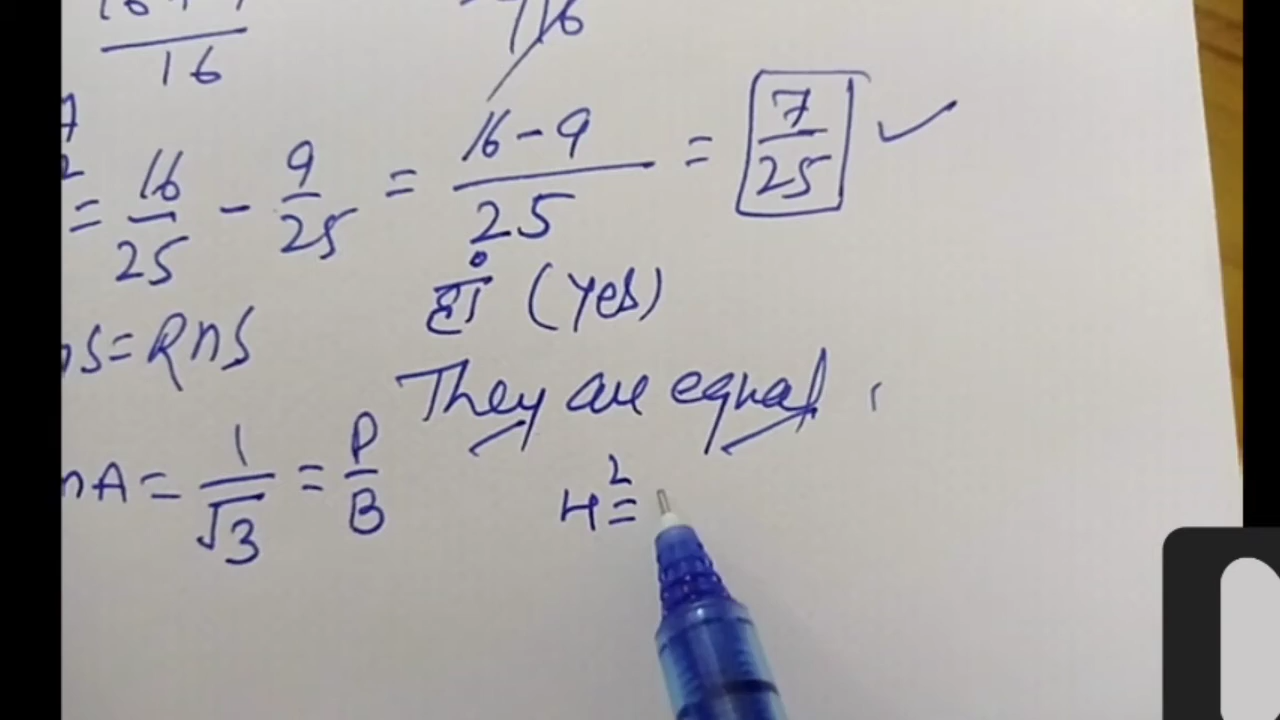 16
716
= 16/25 - 9/25 = 16-9/25 = 7/25 ✓
हां (Yes)
S=RnS
They are equal
nA = 1/√3 = P/B
H²=